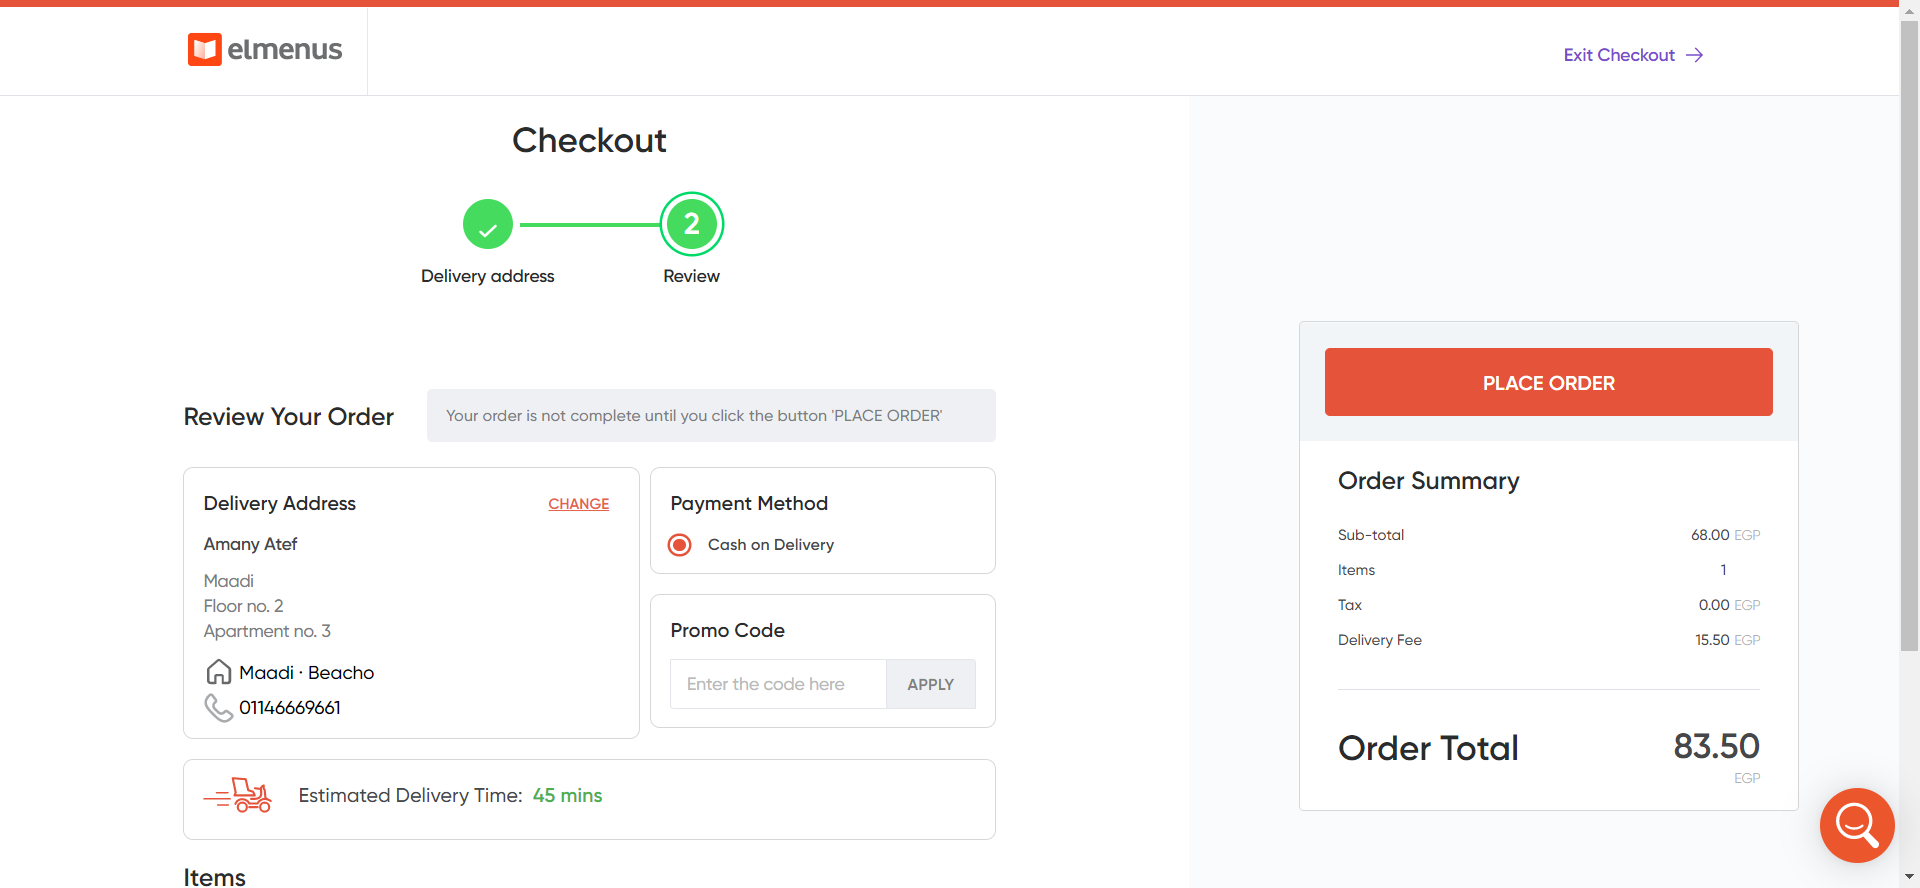 elmenus
Exit Checkout
Checkout
2
Delivery address
Review
Review Your Order
Your order is not complete until you click the button 'PLACE ORDER'
Delivery Address
CHANGE
Amany Atef
Maadi
Floor no. 2
Apartment no. 3
Maadi · Beacho
01146669661
Payment Method
Cash on Delivery
Promo Code
Enter the code here
APPLY
Estimated Delivery Time: 45 mins
Items
PLACE ORDER
Order Summary
Sub-total 68.00 EGP
Items 1
Tax 0.00 EGP
Delivery Fee 15.50 EGP
Order Total 83.50
EGP